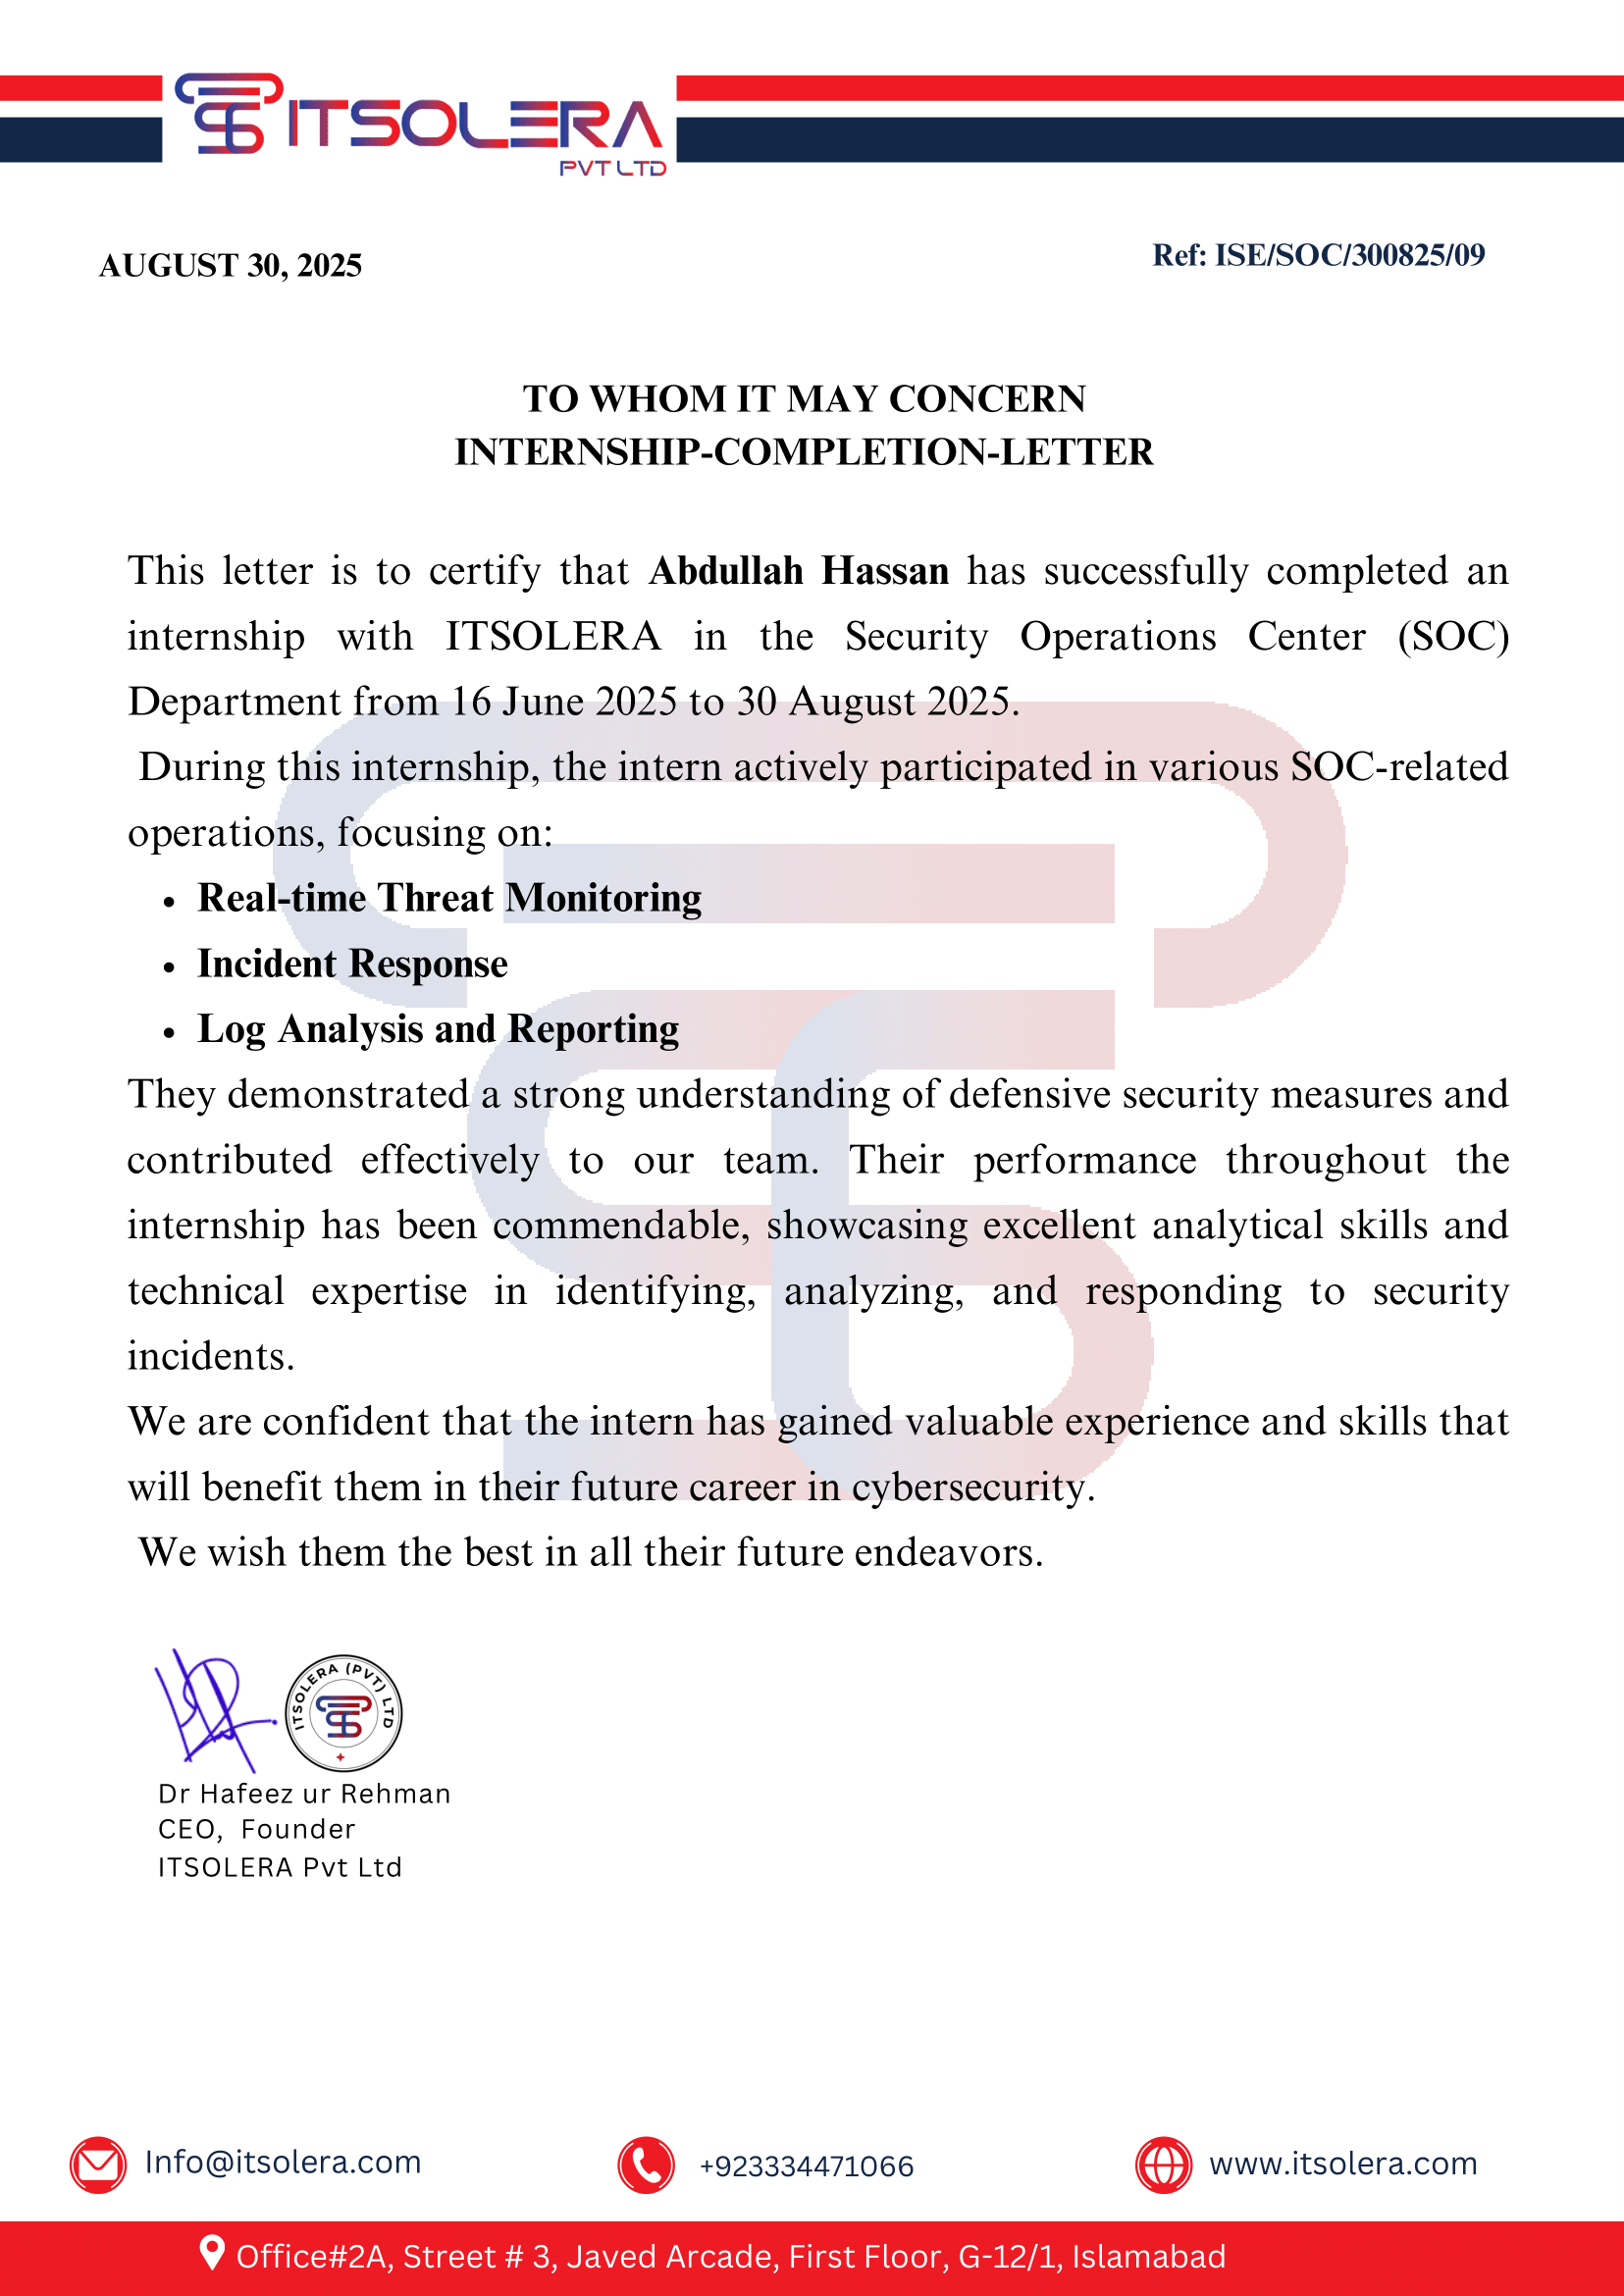 ITSOLERA
PVT LTD
AUGUST 30, 2025
Ref: ISE/SOC/300825/09
TO WHOM IT MAY CONCERN
INTERNSHIP-COMPLETION-LETTER
This letter is to certify that Abdullah Hassan has successfully completed an
internship with ITSOLERA in the Security Operations Center (SOC)
Department from 16 June 2025 to 30 August 2025.
During this internship, the intern actively participated in various SOC-related
operations, focusing on:
• Real-time Threat Monitoring
• Incident Response
• Log Analysis and Reporting
They demonstrated a strong understanding of defensive security measures and
contributed effectively to our team. Their performance throughout the
internship has been commendable, showcasing excellent analytical skills and
technical expertise in identifying, analyzing, and responding to security
incidents.
We are confident that the intern has gained valuable experience and skills that
will benefit them in their future career in cybersecurity.
We wish them the best in all their future endeavors.
ITSOLERA (PVT) LTD
Dr Hafeez ur Rehman
CEO, Founder
ITSOLERA Pvt Ltd
Info@itsolera.com
+923334471066
www.itsolera.com
Office#2A, Street # 3, Javed Arcade, First Floor, G-12/1, Islamabad